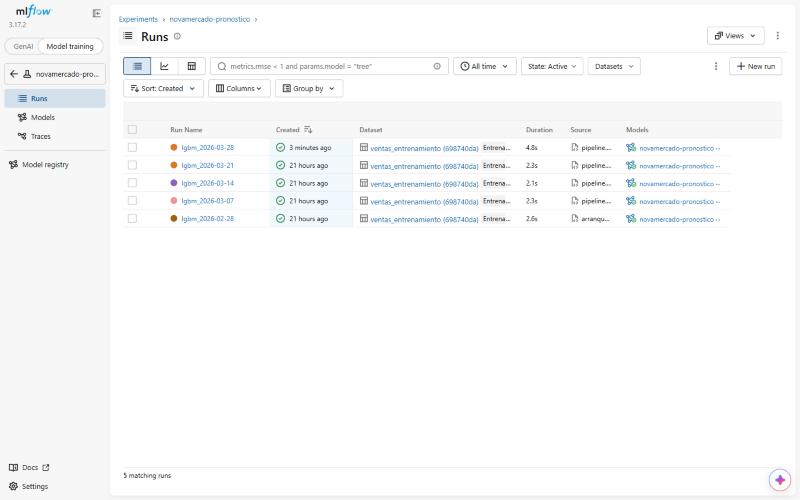 mlflow
3.17.2
GenAI Model training
novamercado-pro...
Runs
Models
Traces
Model registry
Docs
Settings
Experiments › novamercado-pronostico ›
Runs
Views
metrics.rmse < 1 and params.model = "tree"
All time
State: Active
Datasets
New run
Sort: Created
Columns
Group by
Run Name Created Dataset Duration Source Models
lgbm_2026-03-28 3 minutes ago ventas_entrenamiento (698740da) Entrena... 4.8s pipeline.... novamercado-pronostico --
lgbm_2026-03-21 21 hours ago ventas_entrenamiento (698740da) Entrena... 2.3s pipeline.... novamercado-pronostico --
lgbm_2026-03-14 21 hours ago ventas_entrenamiento (698740da) Entrena... 2.1s pipeline.... novamercado-pronostico --
lgbm_2026-03-07 21 hours ago ventas_entrenamiento (698740da) Entrena... 2.3s pipeline.... novamercado-pronostico --
lgbm_2026-02-28 21 hours ago ventas_entrenamiento (698740da) Entrena... 2.6s arranqu... novamercado-pronostico --
5 matching runs